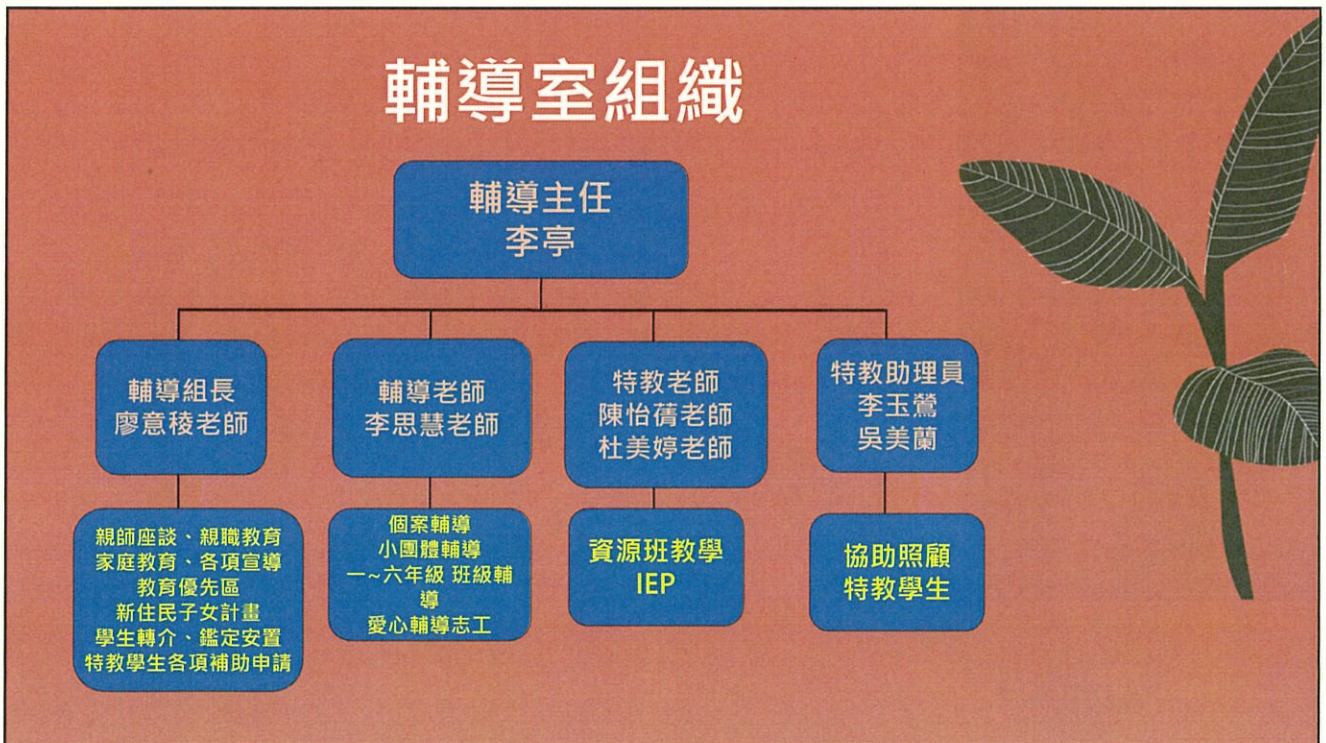 輔導室組織
輔導主任
李亭
輔導組長
廖意稜老師
輔導老師
李思慧老師
特教老師
陳怡蒨老師
杜美婷老師
特教助理員
李玉鶯
吳美蘭
親師座談、親職教育
家庭教育、各項宣導
教育優先區
新住民子女計畫
學生轉介、鑑定安置
特教學生各項補助申請
個案輔導
小團體輔導
一~六年級 班級輔
導
愛心輔導志工
資源班教學
IEP
協助照顧
特教學生